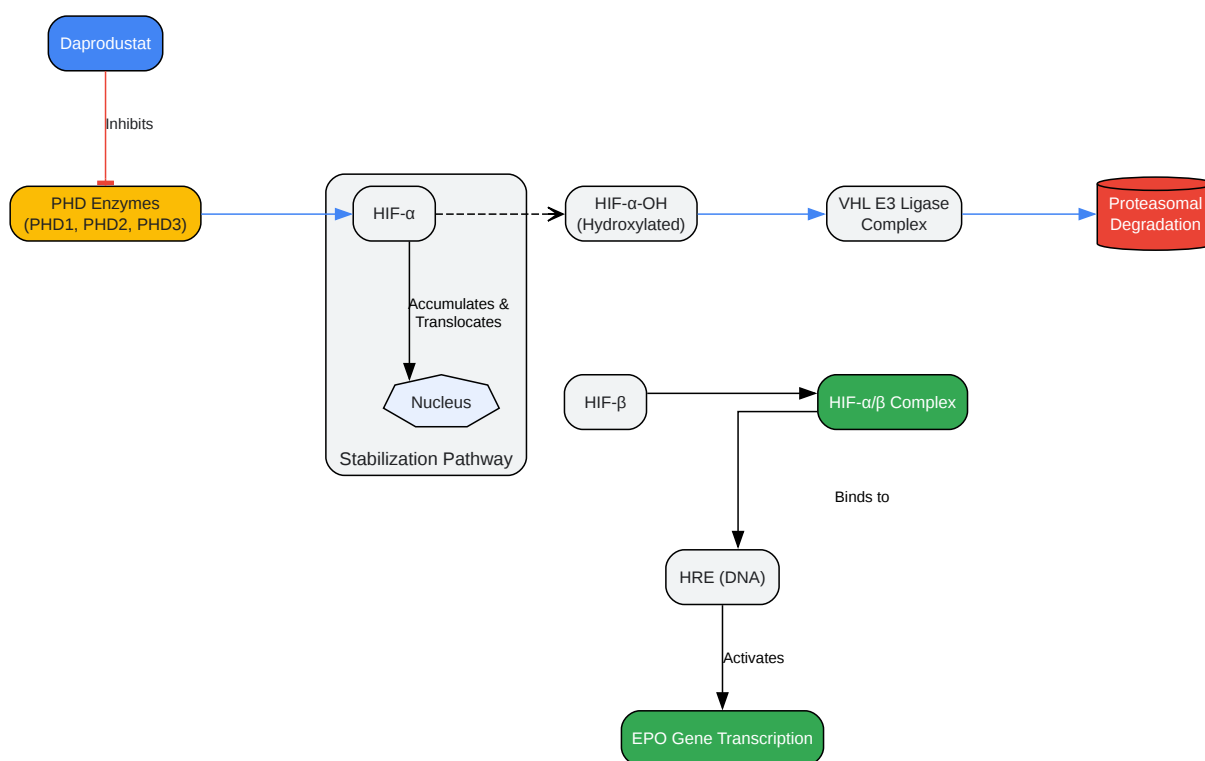 Daprodustat
Inhibits
PHD Enzymes
(PHD1, PHD2, PHD3)
HIF-α
HIF-α-OH
(Hydroxylated)
VHL E3 Ligase
Complex
Proteasomal
Degradation
Accumulates &
Translocates
Nucleus
Stabilization Pathway
HIF-β
HIF-α/β Complex
Binds to
HRE (DNA)
Activates
EPO Gene Transcription